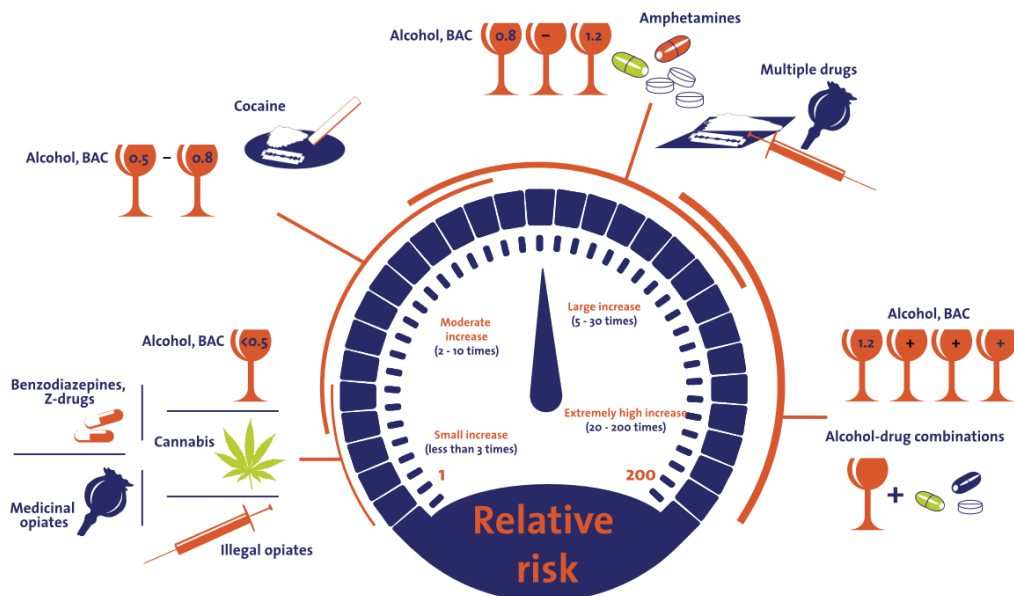 Amphetamines
Alcohol, BAC 0.8 – 1.2
Multiple drugs
Cocaine
Alcohol, BAC 0.5 – 0.8
Large increase
(5 - 30 times)
Moderate
increase
(2 - 10 times)
Alcohol, BAC <0.5
Alcohol, BAC
1.2 + + +
Benzodiazepines,
Z-drugs
Cannabis
Extremely high increase
(20 - 200 times)
Small increase
(less than 3 times)
Alcohol-drug combinations
1
200
+
Medicinal
opiates
Illegal opiates
Relative
risk